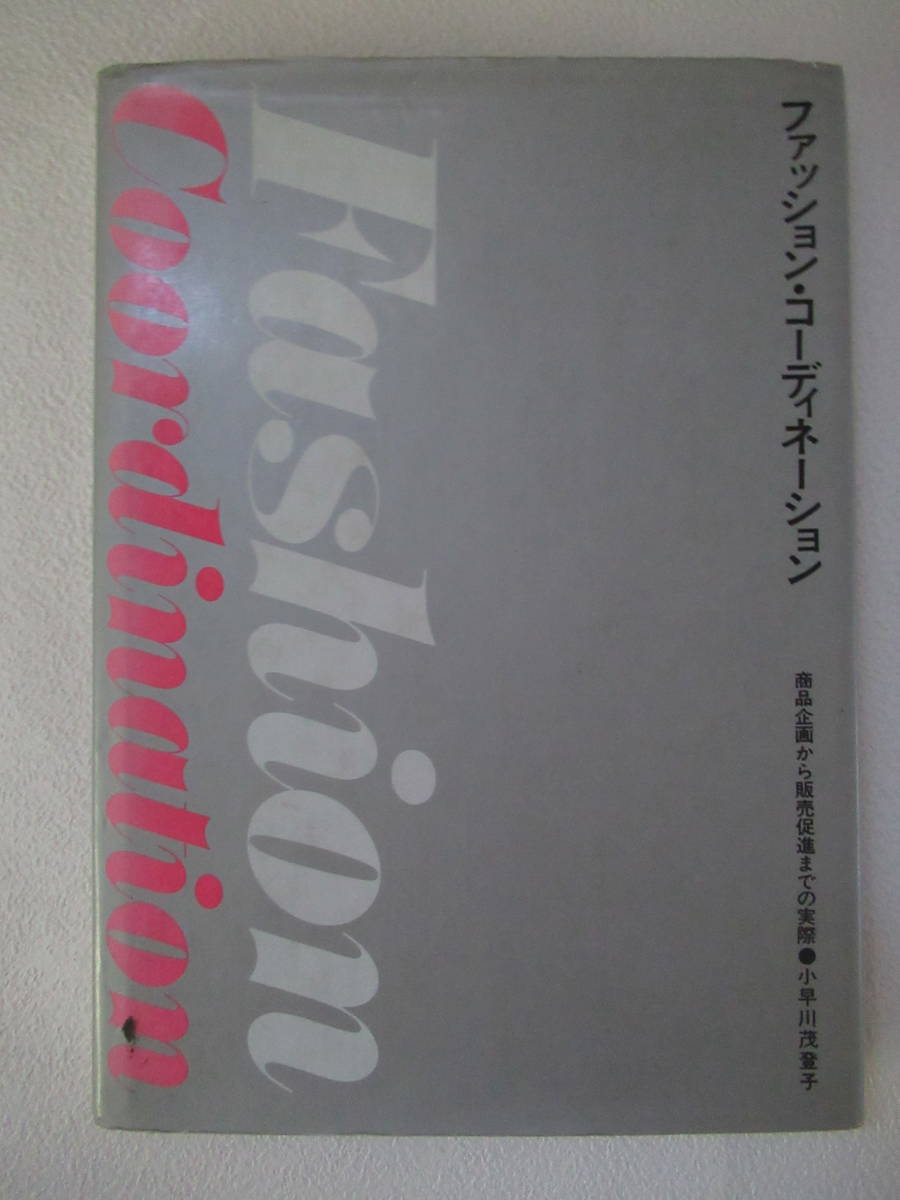 ファッション・コーディネーション
商品企画から販売促進までの実際●小早川茂登子
Fashion
Coordination